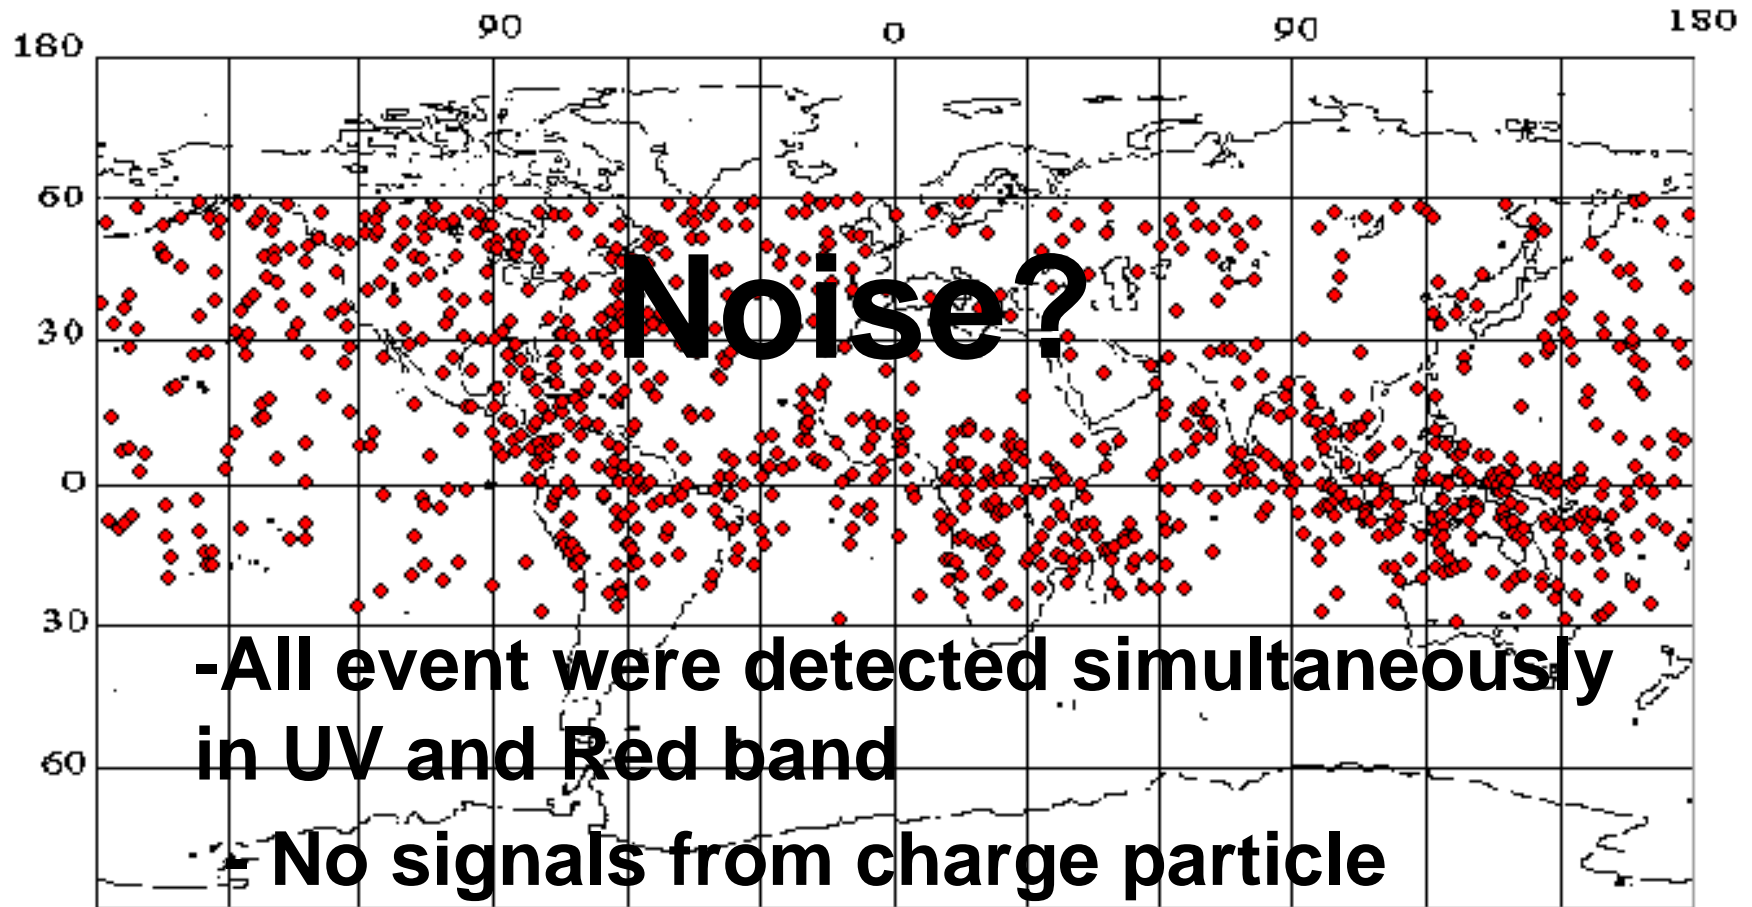 90 0 90 180
180
60
Noise?
30
0
30
-All event were detected simultaneously
in UV and Red band
60
- No signals from charge particle